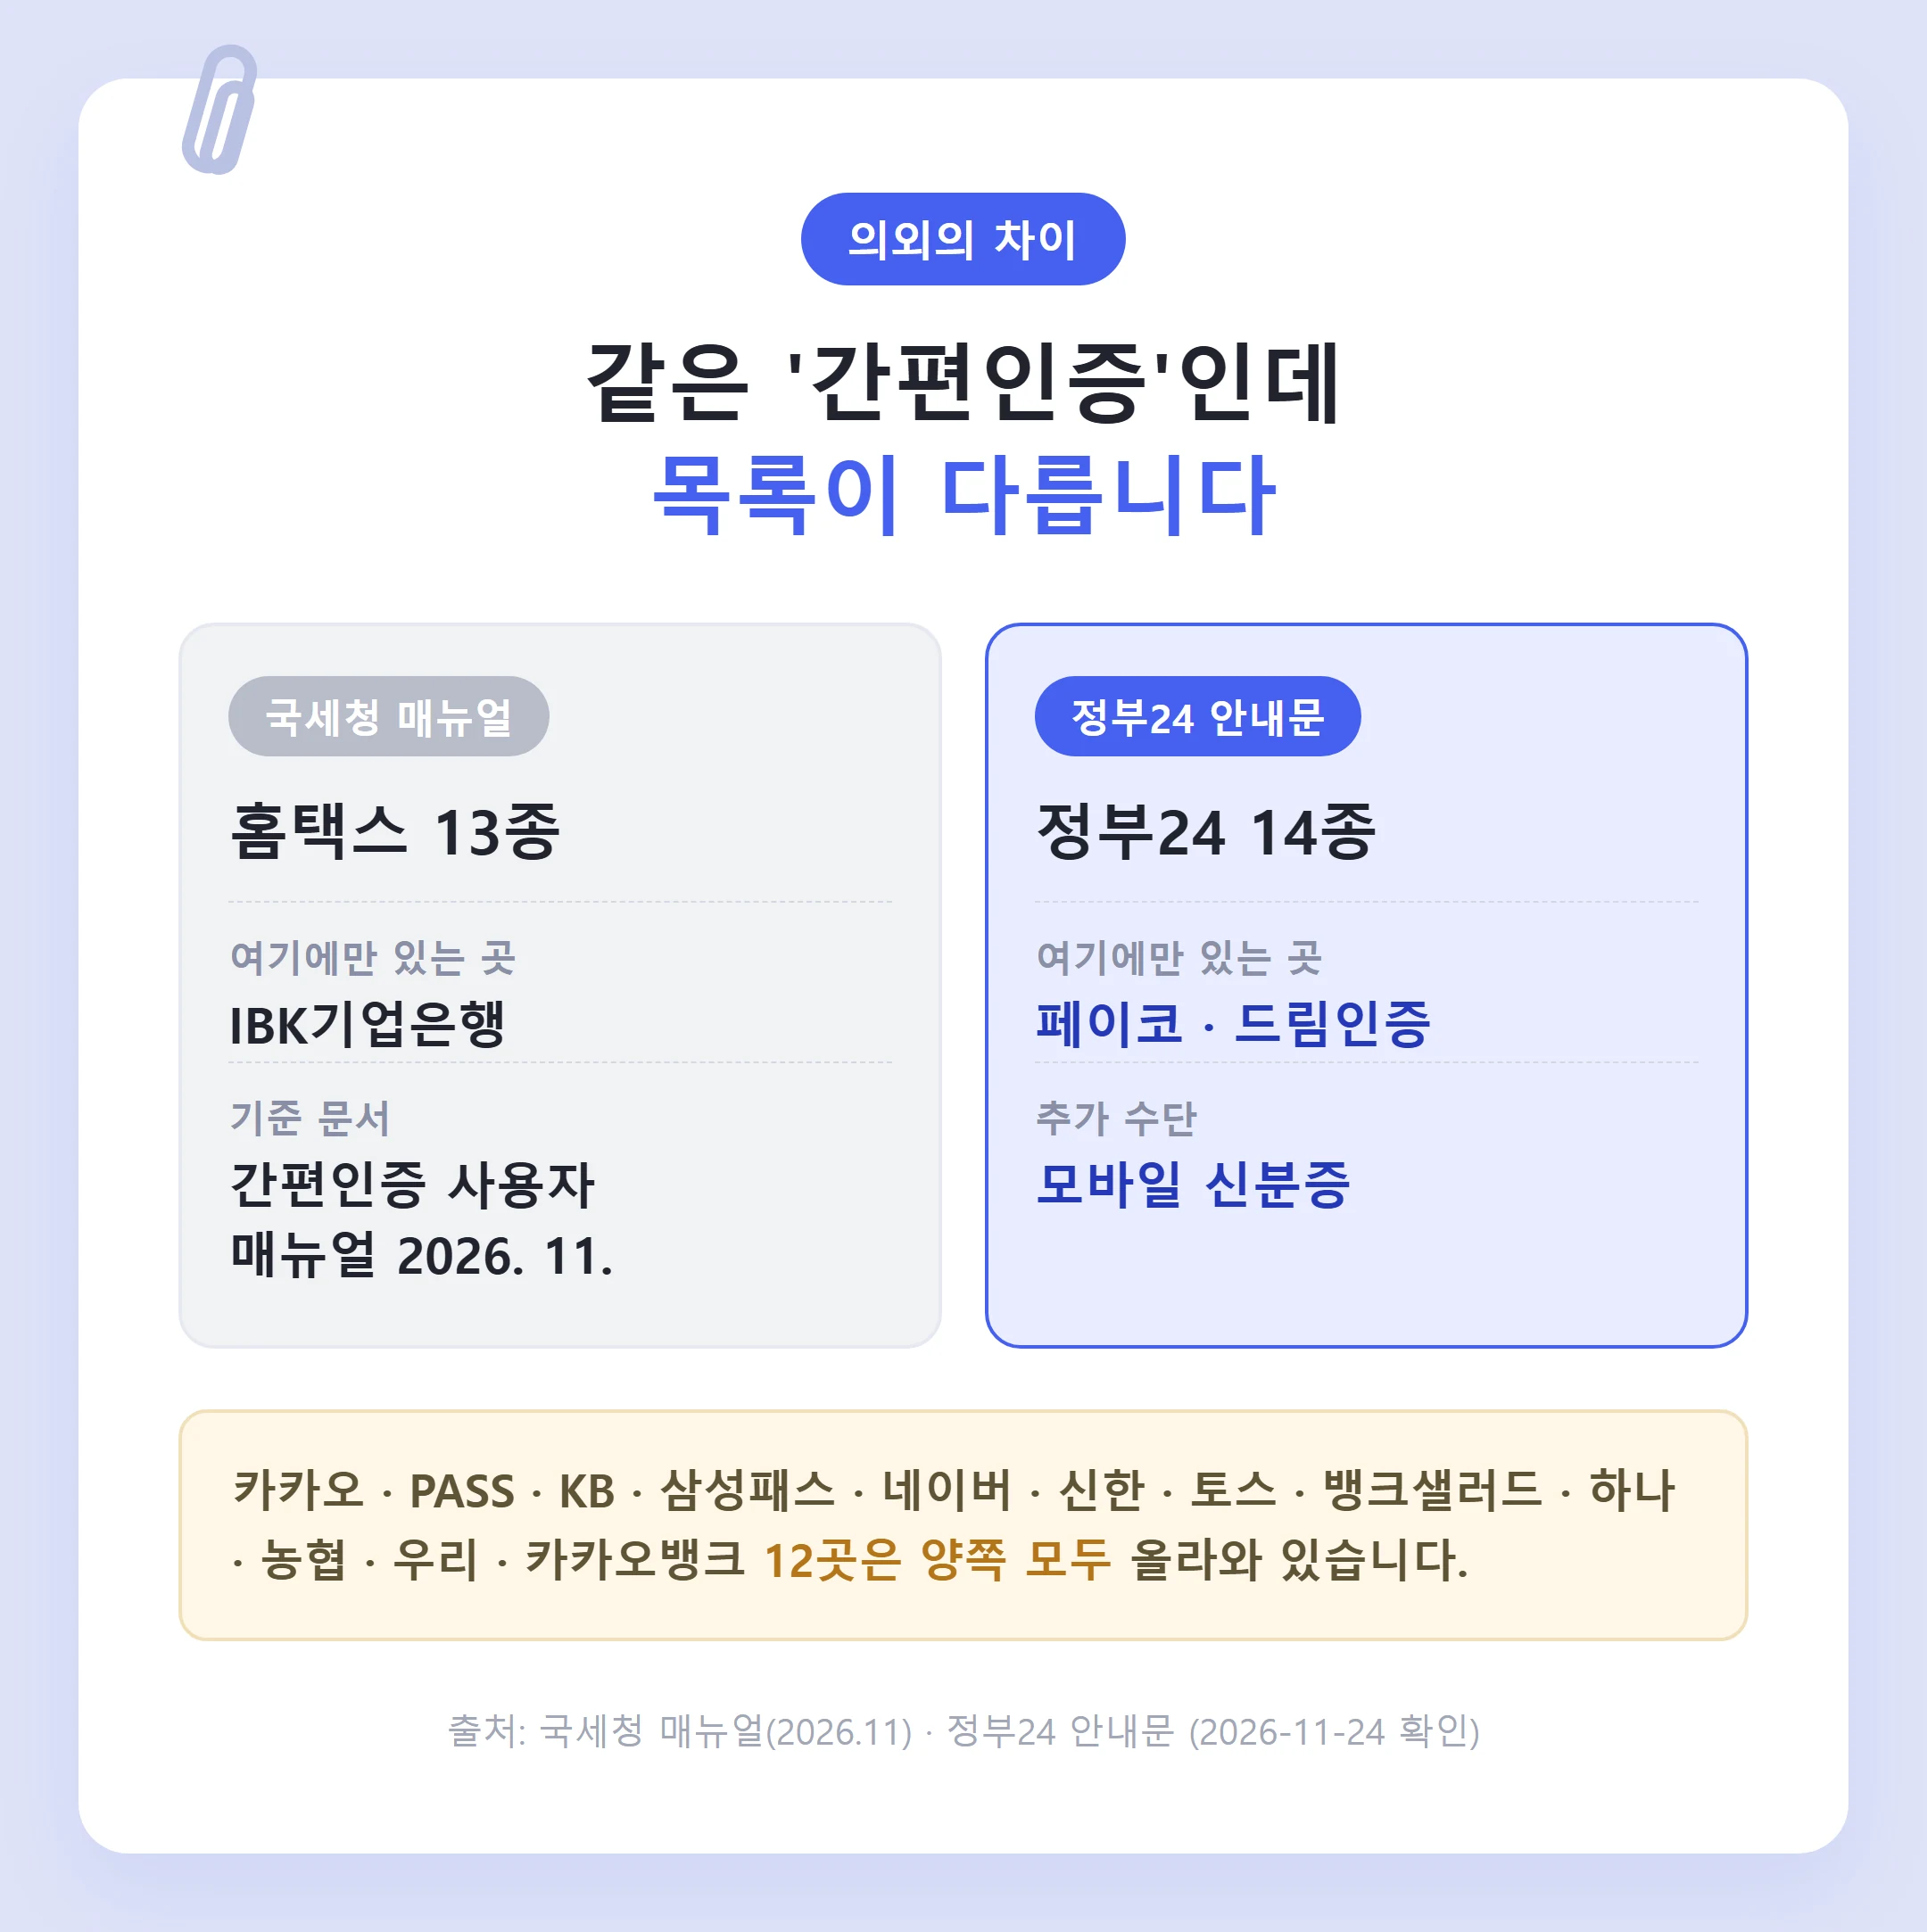 의외의 차이
같은 '간편인증'인데
목록이 다릅니다
국세청 매뉴얼
홈택스 13종
여기에만 있는 곳
IBK기업은행
기준 문서
간편인증 사용자
매뉴얼 2026. 11.
정부24 안내문
정부24 14종
여기에만 있는 곳
페이코 · 드림인증
추가 수단
모바일 신분증
카카오 · PASS · KB · 삼성패스 · 네이버 · 신한 · 토스 · 뱅크샐러드 · 하나
· 농협 · 우리 · 카카오뱅크 12곳은 양쪽 모두 올라와 있습니다.
출처: 국세청 매뉴얼(2026.11) · 정부24 안내문 (2026-11-24 확인)